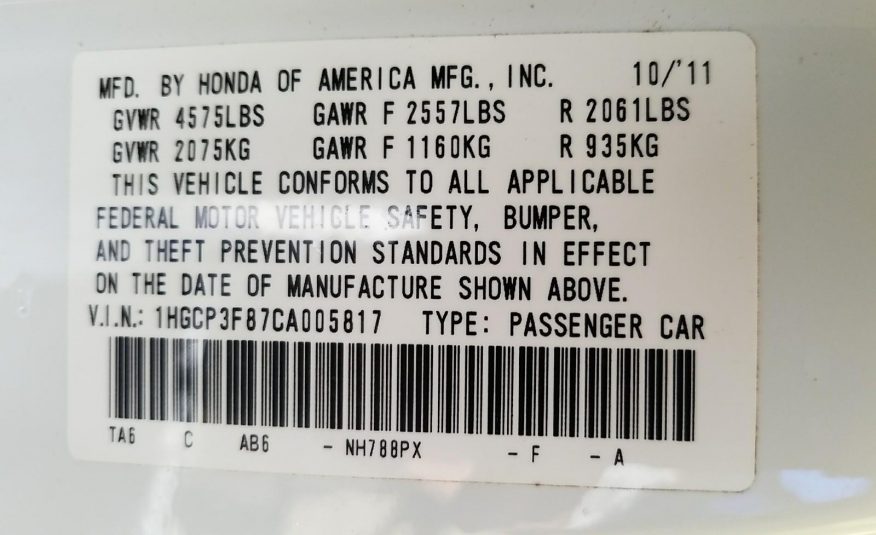 MFD. BY HONDA OF AMERICA MFG., INC. 10/'11
GVWR 4575LBS GAWR F 2557LBS R 2061LBS
GVWR 2075KG GAWR F 1160KG R 935KG
THIS VEHICLE CONFORMS TO ALL APPLICABLE
FEDERAL MOTOR VEHICLE SAFETY, BUMPER,
AND THEFT PREVENTION STANDARDS IN EFFECT
ON THE DATE OF MANUFACTURE SHOWN ABOVE.
V.I.N.: 1HGCP3F87CA005817 TYPE: PASSENGER CAR
TA6 C AB6 - NH788PX - F - A